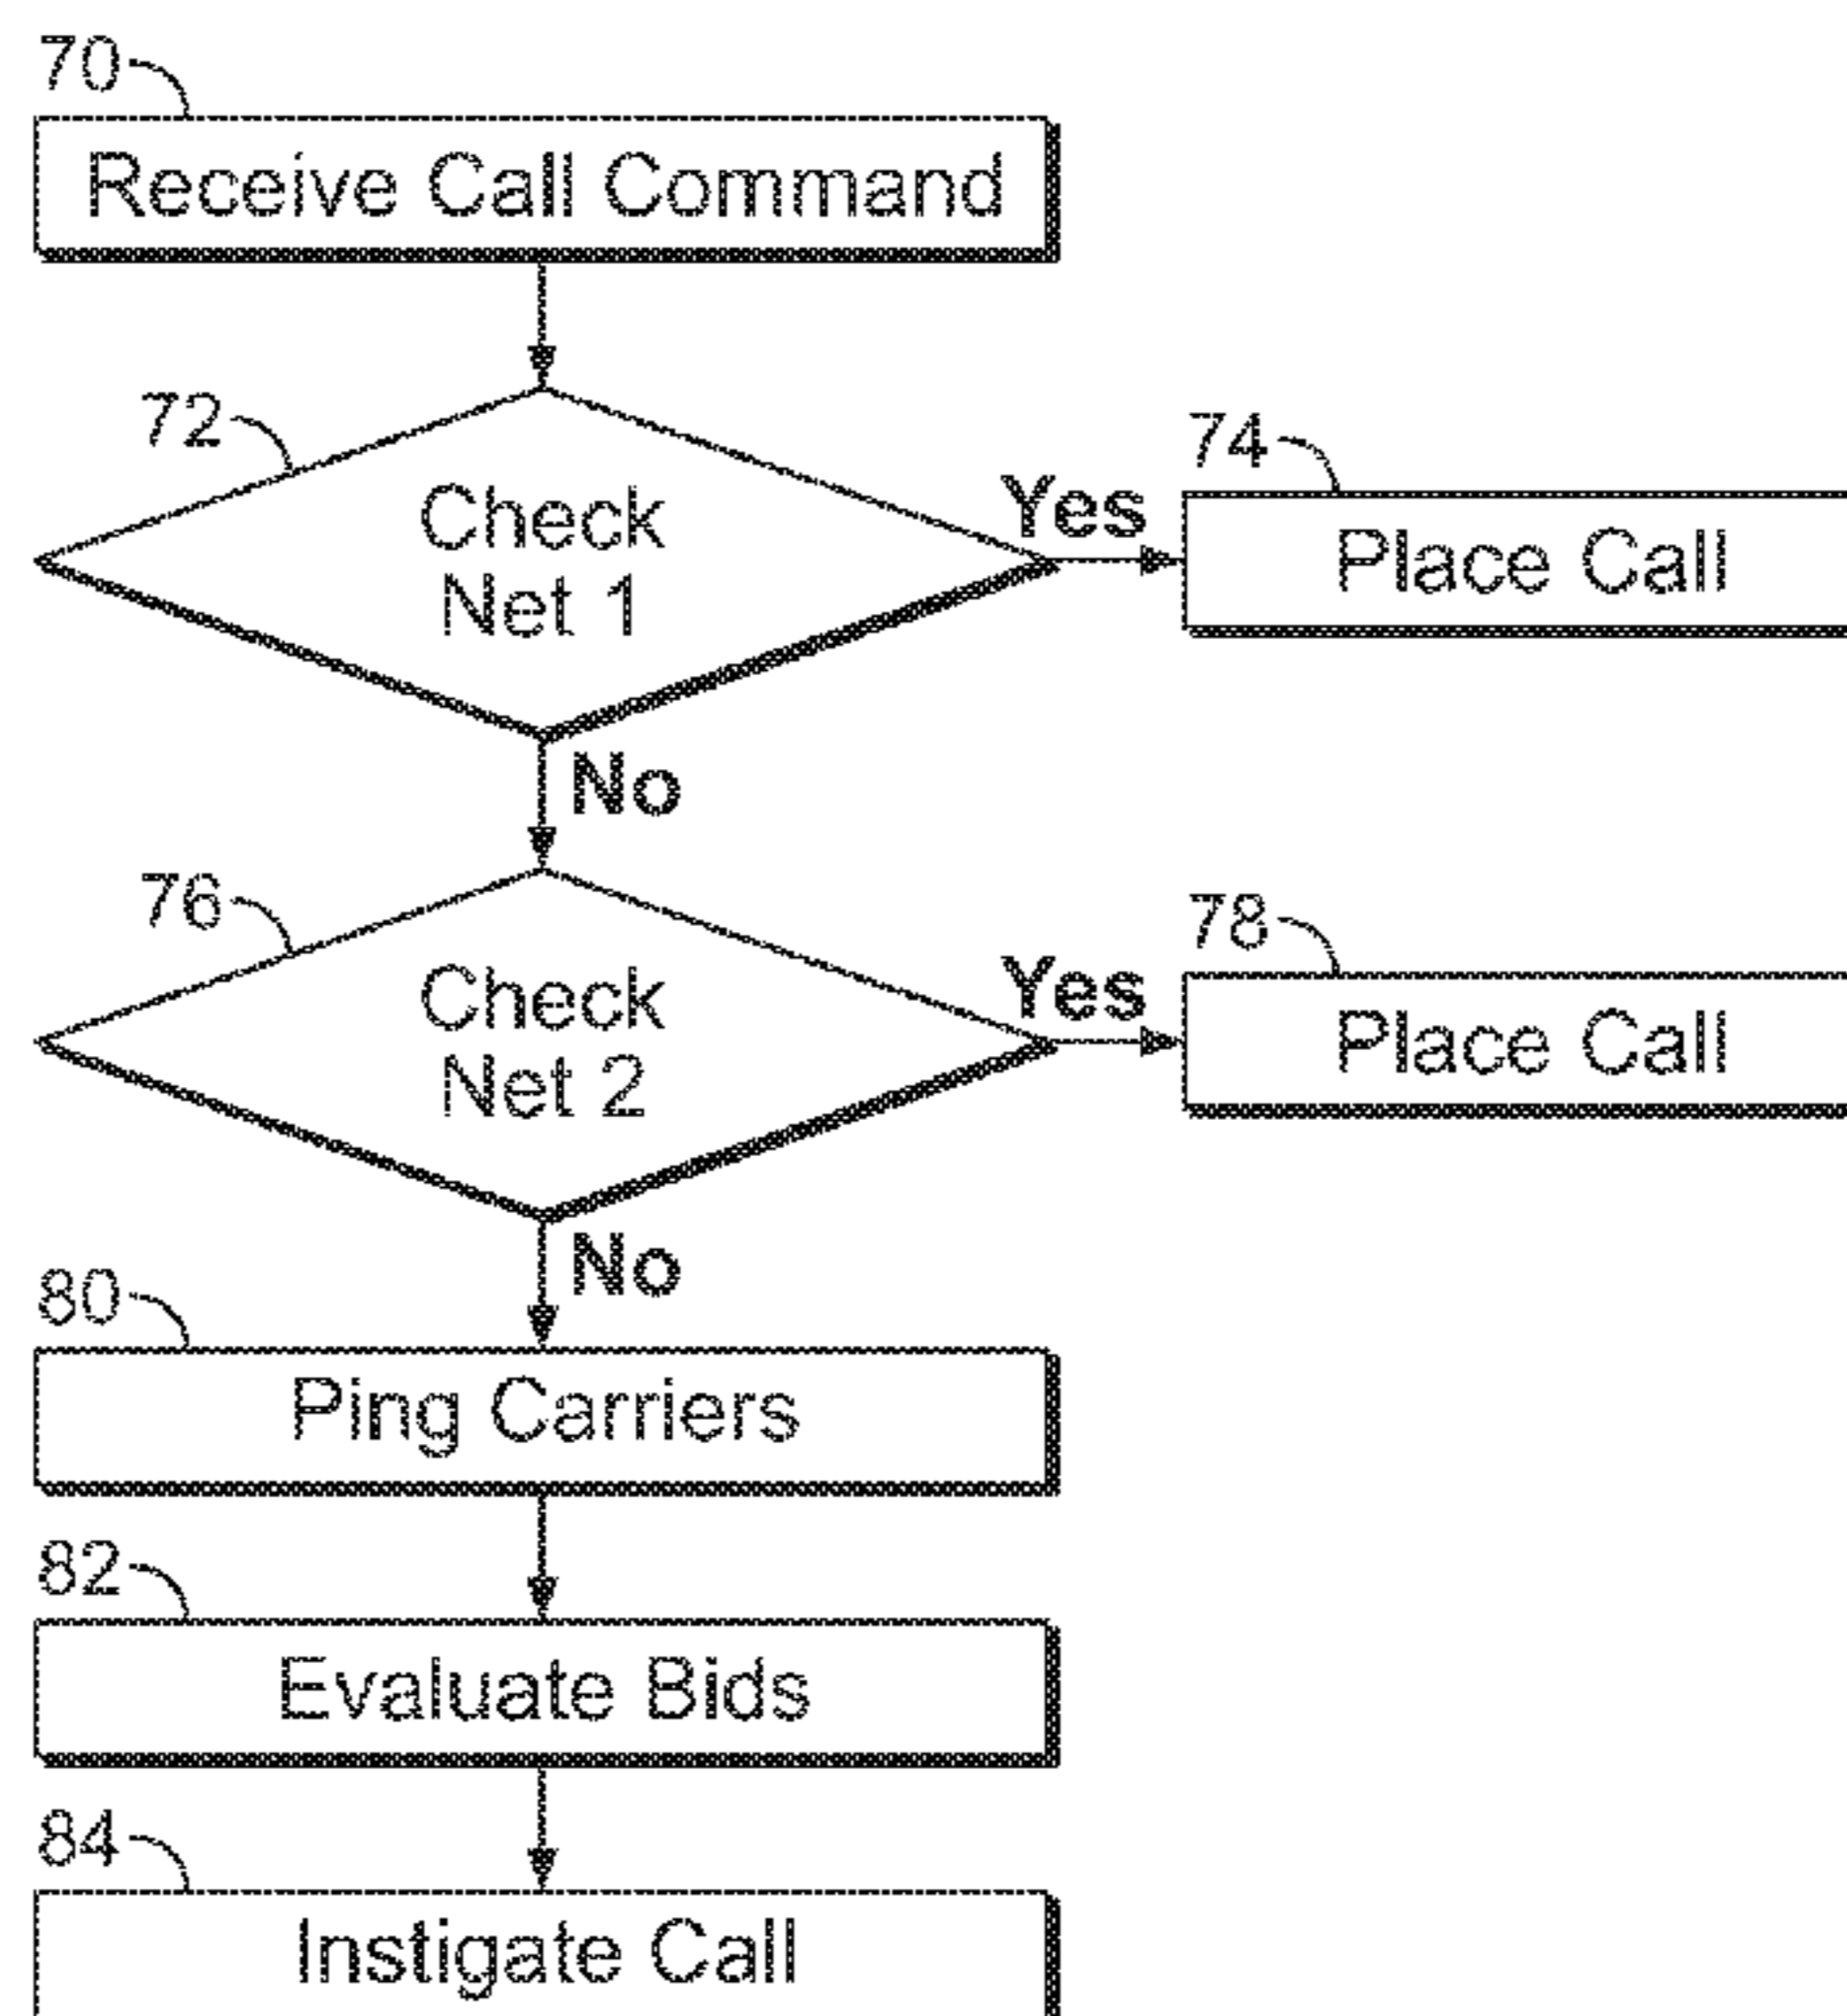 70
Receive Call Command
72
Check
Net 1
Yes
74
Place Call
No
76
Check
Net 2
Yes
78
Place Call
No
80
Ping Carriers
82
Evaluate Bids
84
Instigate Call